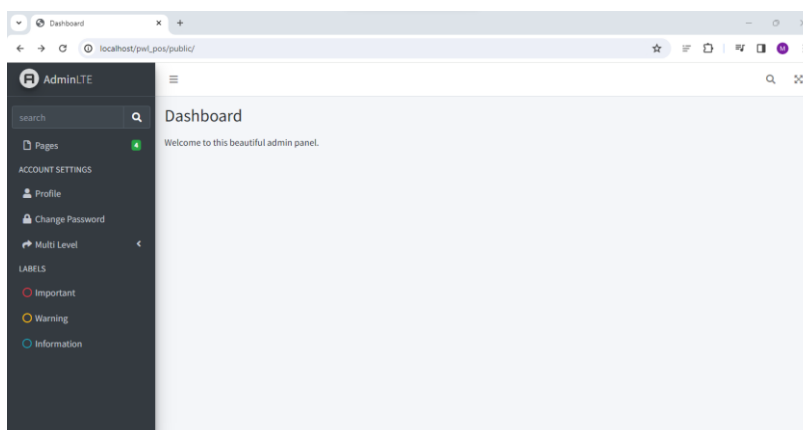 Dashboard
localhost/pwl_pos/public/
M
AdminLTE
search
Dashboard
Pages
4
Welcome to this beautiful admin panel.
ACCOUNT SETTINGS
Profile
Change Password
Multi Level
LABELS
Important
Warning
Information